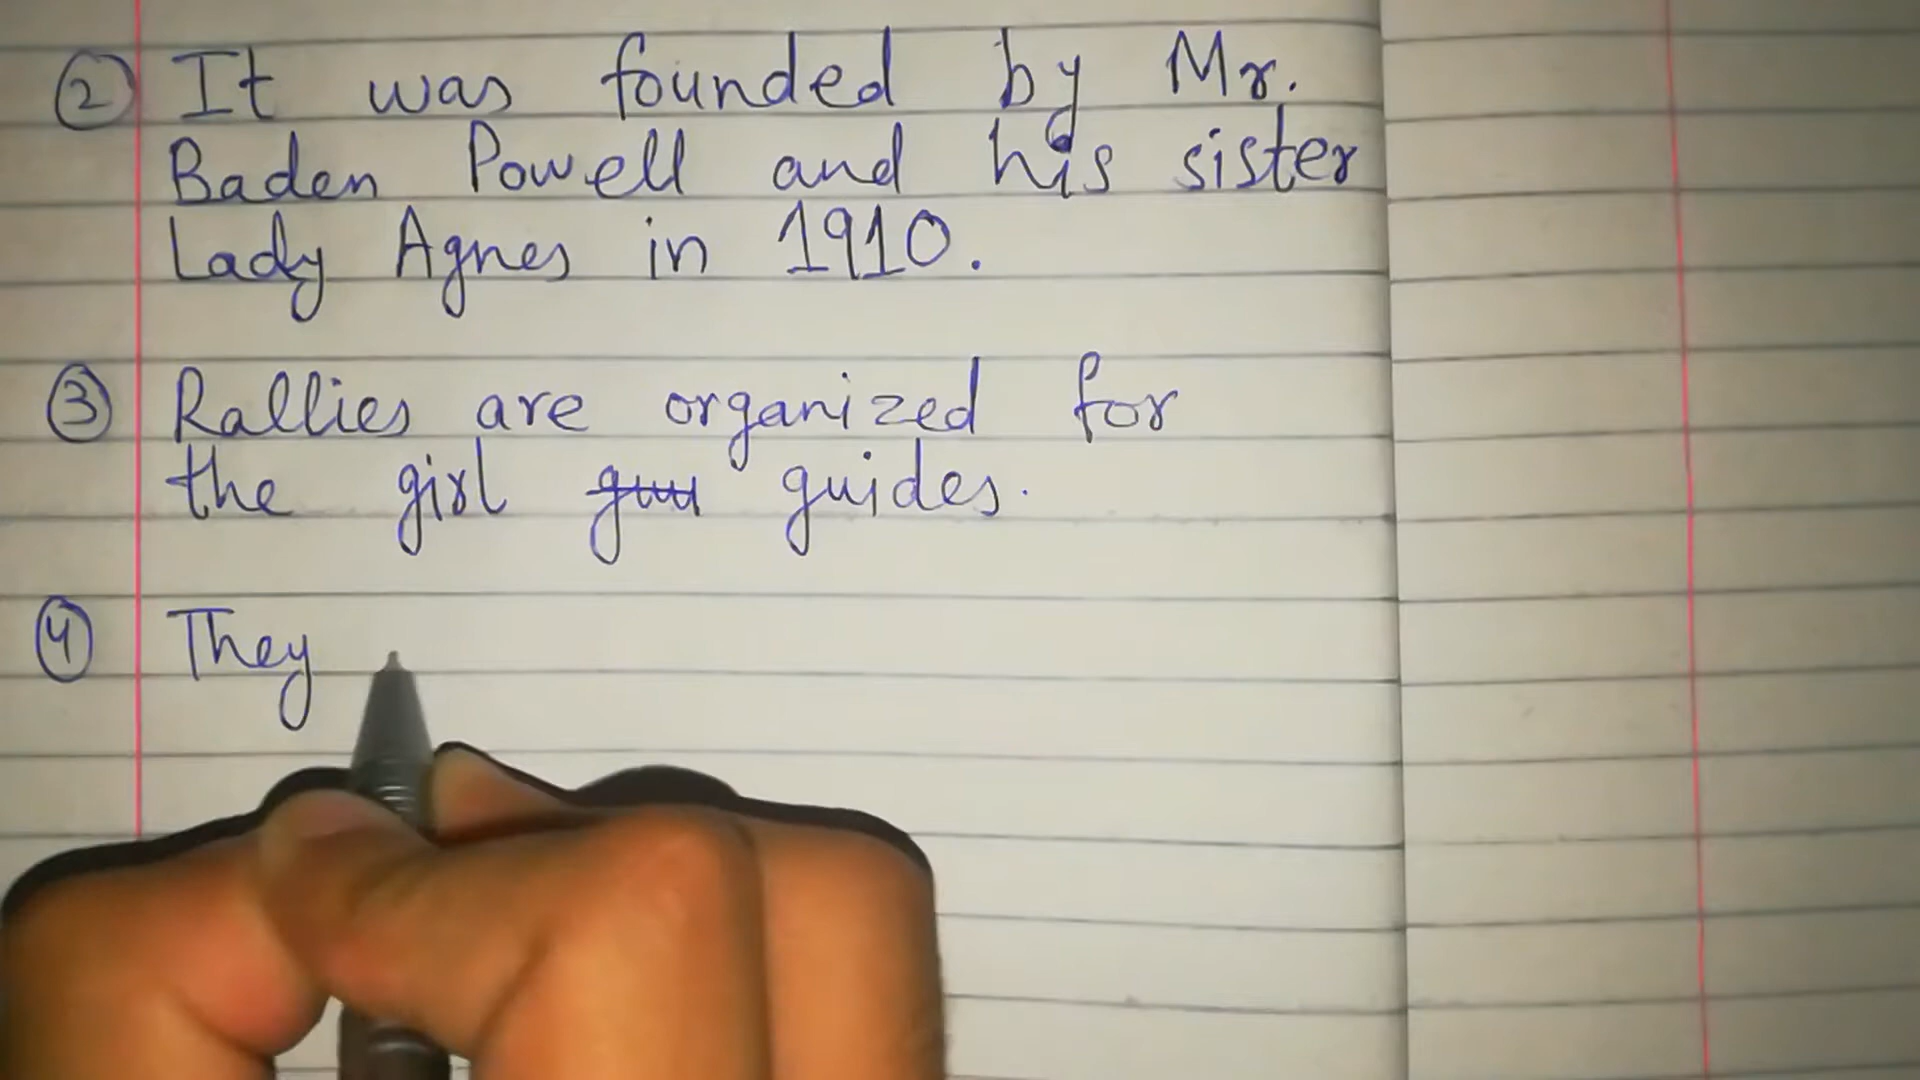 ② It was founded by Mr.
Baden Powell and his sister
Lady Agnes in 1910.
③ Rallies are organized for
the girl guides.
④ They